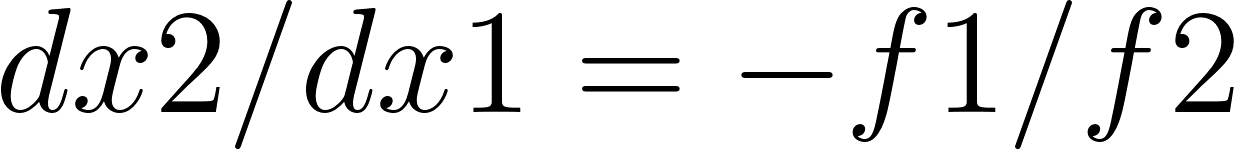 dx2/dx1 = −f1/f2